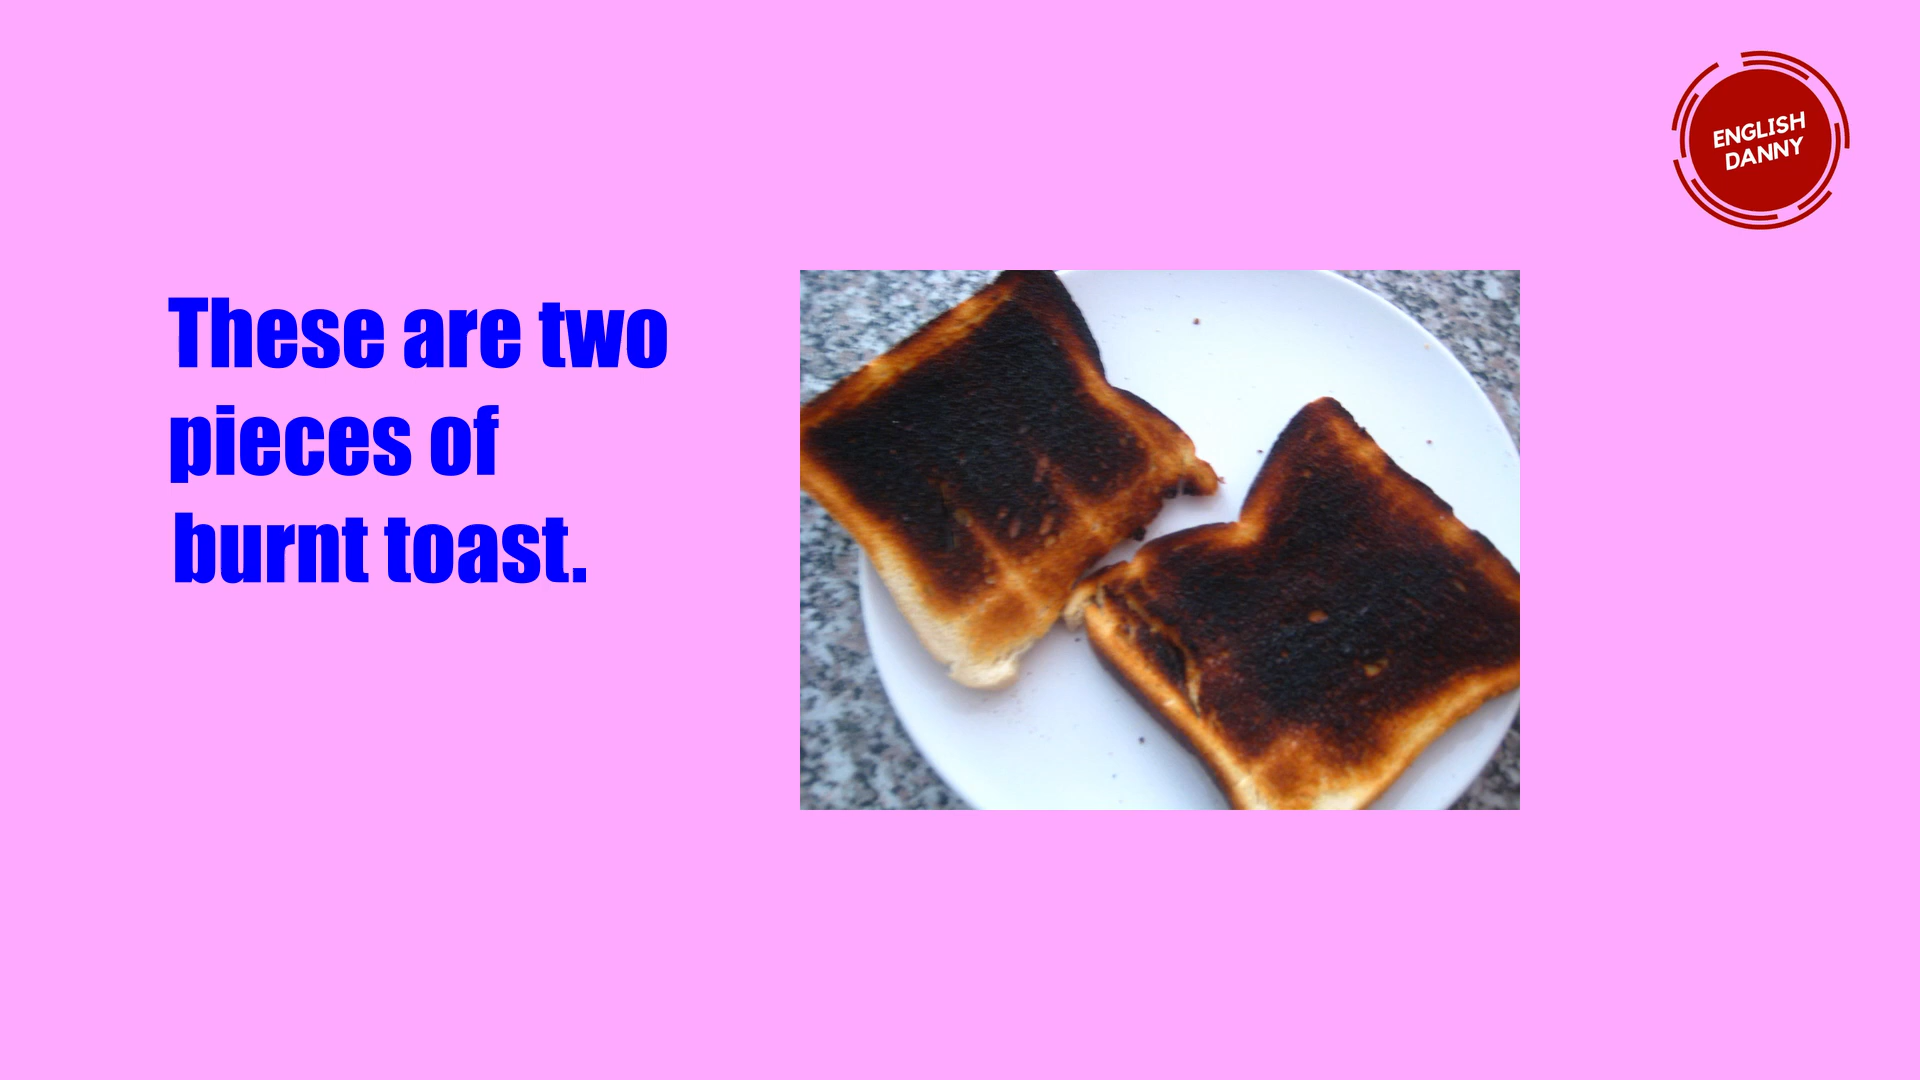 ENGLISH
DANNY
These are two
pieces of
burnt toast.